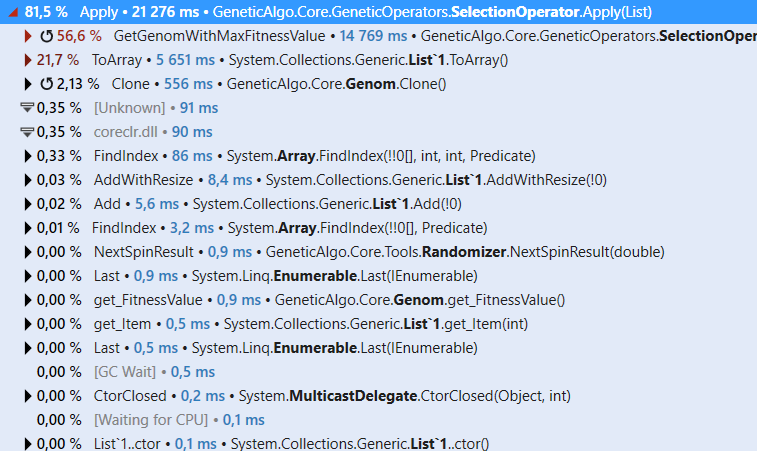 81,5 % Apply • 21 276 ms • GeneticAlgo.Core.GeneticOperators.SelectionOperator.Apply(List)
56,6 % GetGenomWithMaxFitnessValue • 14 769 ms • GeneticAlgo.Core.GeneticOperators.SelectionOper
21,7 % ToArray • 5 651 ms • System.Collections.Generic.List`1.ToArray()
2,13 % Clone • 556 ms • GeneticAlgo.Core.Genom.Clone()
0,35 % [Unknown] • 91 ms
0,35 % coreclr.dll • 90 ms
0,33 % FindIndex • 86 ms • System.Array.FindIndex(!!0[], int, int, Predicate)
0,03 % AddWithResize • 8,4 ms • System.Collections.Generic.List`1.AddWithResize(!0)
0,02 % Add • 5,6 ms • System.Collections.Generic.List`1.Add(!0)
0,01 % FindIndex • 3,2 ms • System.Array.FindIndex(!!0[], Predicate)
0,00 % NextSpinResult • 0,9 ms • GeneticAlgo.Core.Tools.Randomizer.NextSpinResult(double)
0,00 % Last • 0,9 ms • System.Linq.Enumerable.Last(IEnumerable)
0,00 % get_FitnessValue • 0,9 ms • GeneticAlgo.Core.Genom.get_FitnessValue()
0,00 % get_Item • 0,5 ms • System.Collections.Generic.List`1.get_Item(int)
0,00 % Last • 0,5 ms • System.Linq.Enumerable.Last(IEnumerable)
0,00 % [GC Wait] • 0,5 ms
0,00 % CtorClosed • 0,2 ms • System.MulticastDelegate.CtorClosed(Object, int)
0,00 % [Waiting for CPU] • 0,1 ms
0,00 % List`1..ctor • 0,1 ms • System.Collections.Generic.List`1..ctor()